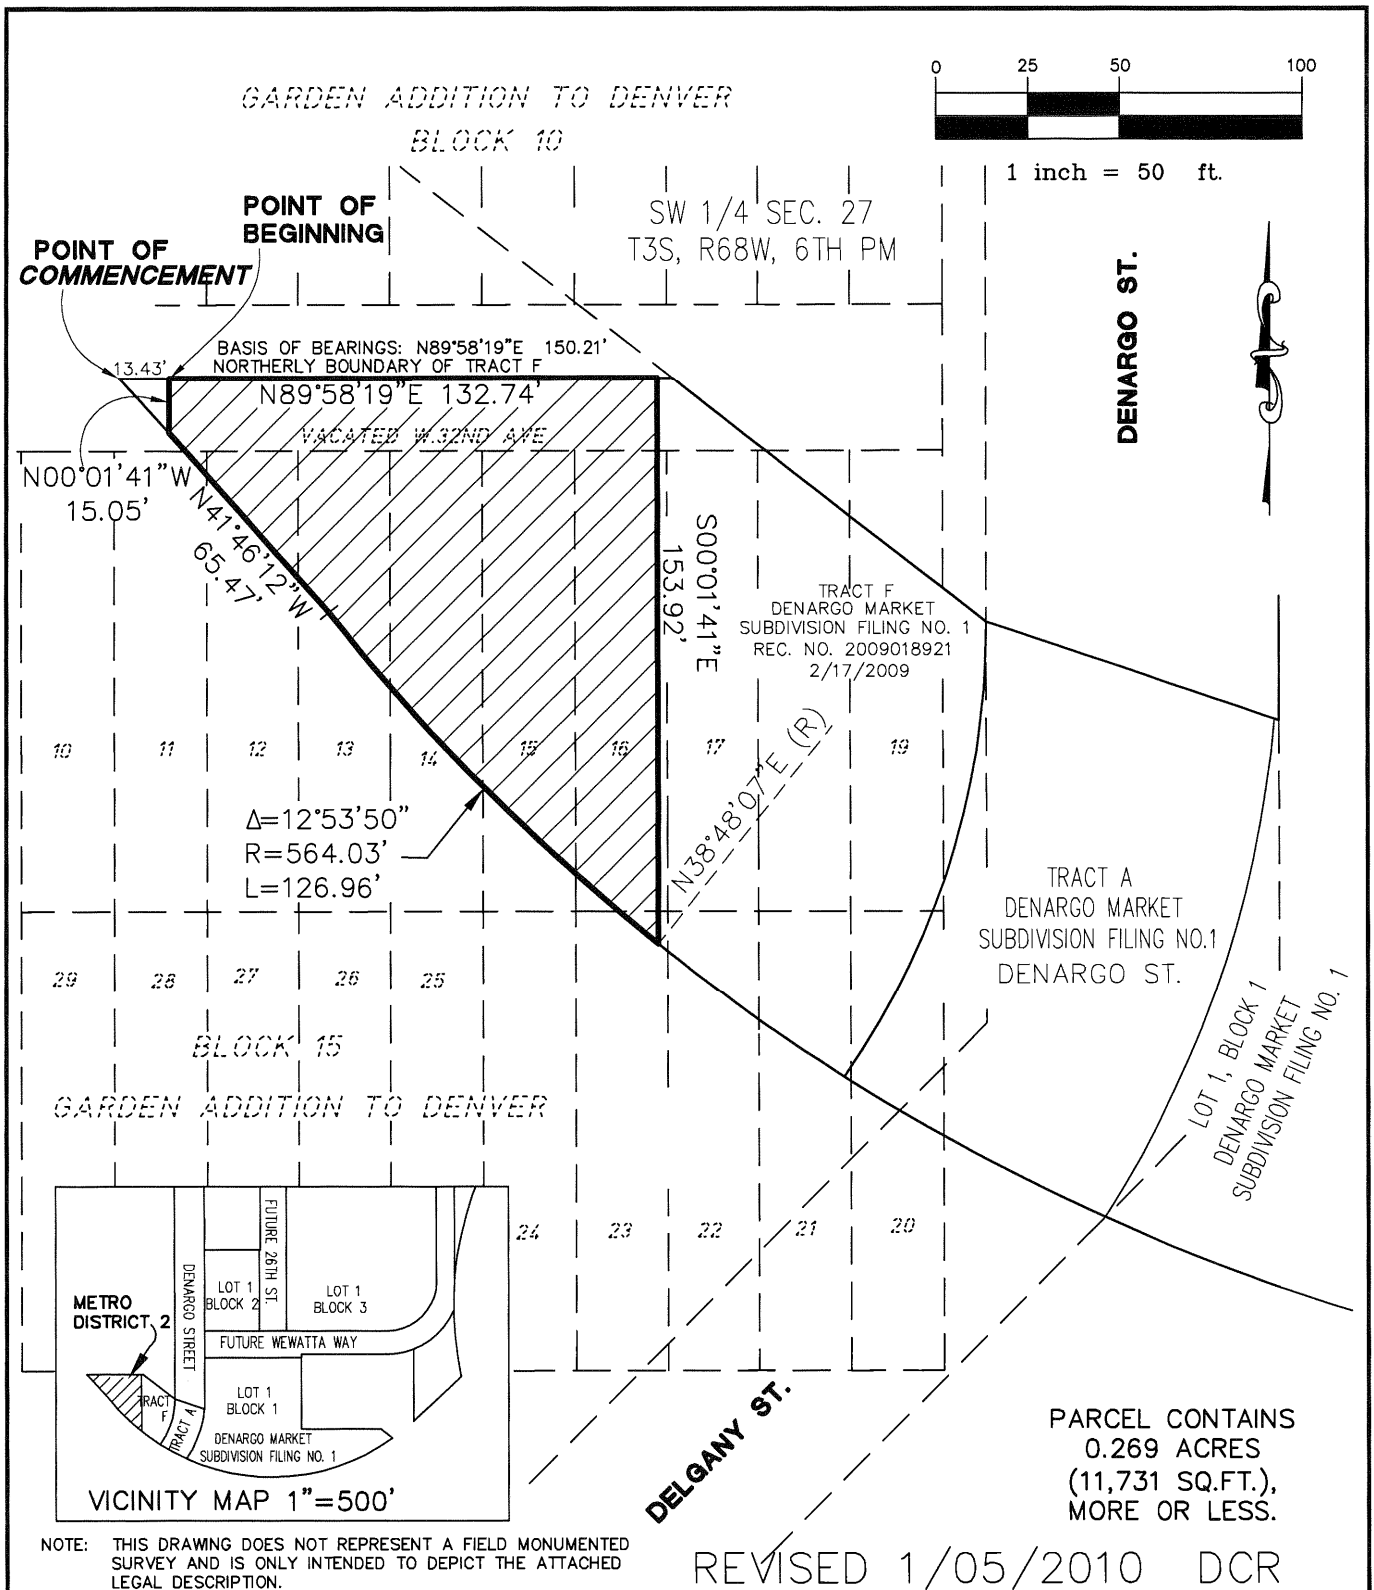 GARDEN ADDITION TO DENVER
BLOCK 10
0 25 50 100
1 inch = 50 ft.
SW 1/4 SEC. 27
T3S, R68W, 6TH PM
POINT OF
BEGINNING
POINT OF
COMMENCEMENT
DENARGO ST.
BASIS OF BEARINGS: N89°58'19"E 150.21'
NORTHERLY BOUNDARY OF TRACT F
13.43'
N89°58'19"E 132.74'
VACATED W.32ND AVE
N00°01'41"W
15.05'
N41°46'12"W
65.47'
S00°01'41"E
153.92'
TRACT F
DENARGO MARKET
SUBDIVISION FILING NO. 1
REC. NO. 2009018921
2/17/2009
10 11 12 13 14 15 16 17 19
N38°48'07"E (R)
Δ=12°53'50"
R=564.03'
L=126.96'
TRACT A
DENARGO MARKET
SUBDIVISION FILING NO.1
DENARGO ST.
29 28 27 26 25
BLOCK 15
GARDEN ADDITION TO DENVER
LOT 1, BLOCK 1
DENARGO MARKET
SUBDIVISION FILING NO. 1
24 23 22 21 20
FUTURE 26TH ST.
DENARGO STREET
LOT 1
BLOCK 2
LOT 1
BLOCK 3
METRO
DISTRICT 2
FUTURE WEWATTA WAY
TRACT
F
TRACT A
LOT 1
BLOCK 1
DENARGO MARKET
SUBDIVISION FILING NO. 1
VICINITY MAP 1"=500'
DELGANY ST.
PARCEL CONTAINS
0.269 ACRES
(11,731 SQ.FT.),
MORE OR LESS.
NOTE: THIS DRAWING DOES NOT REPRESENT A FIELD MONUMENTED
SURVEY AND IS ONLY INTENDED TO DEPICT THE ATTACHED
LEGAL DESCRIPTION.
REVISED 1/05/2010 DCR